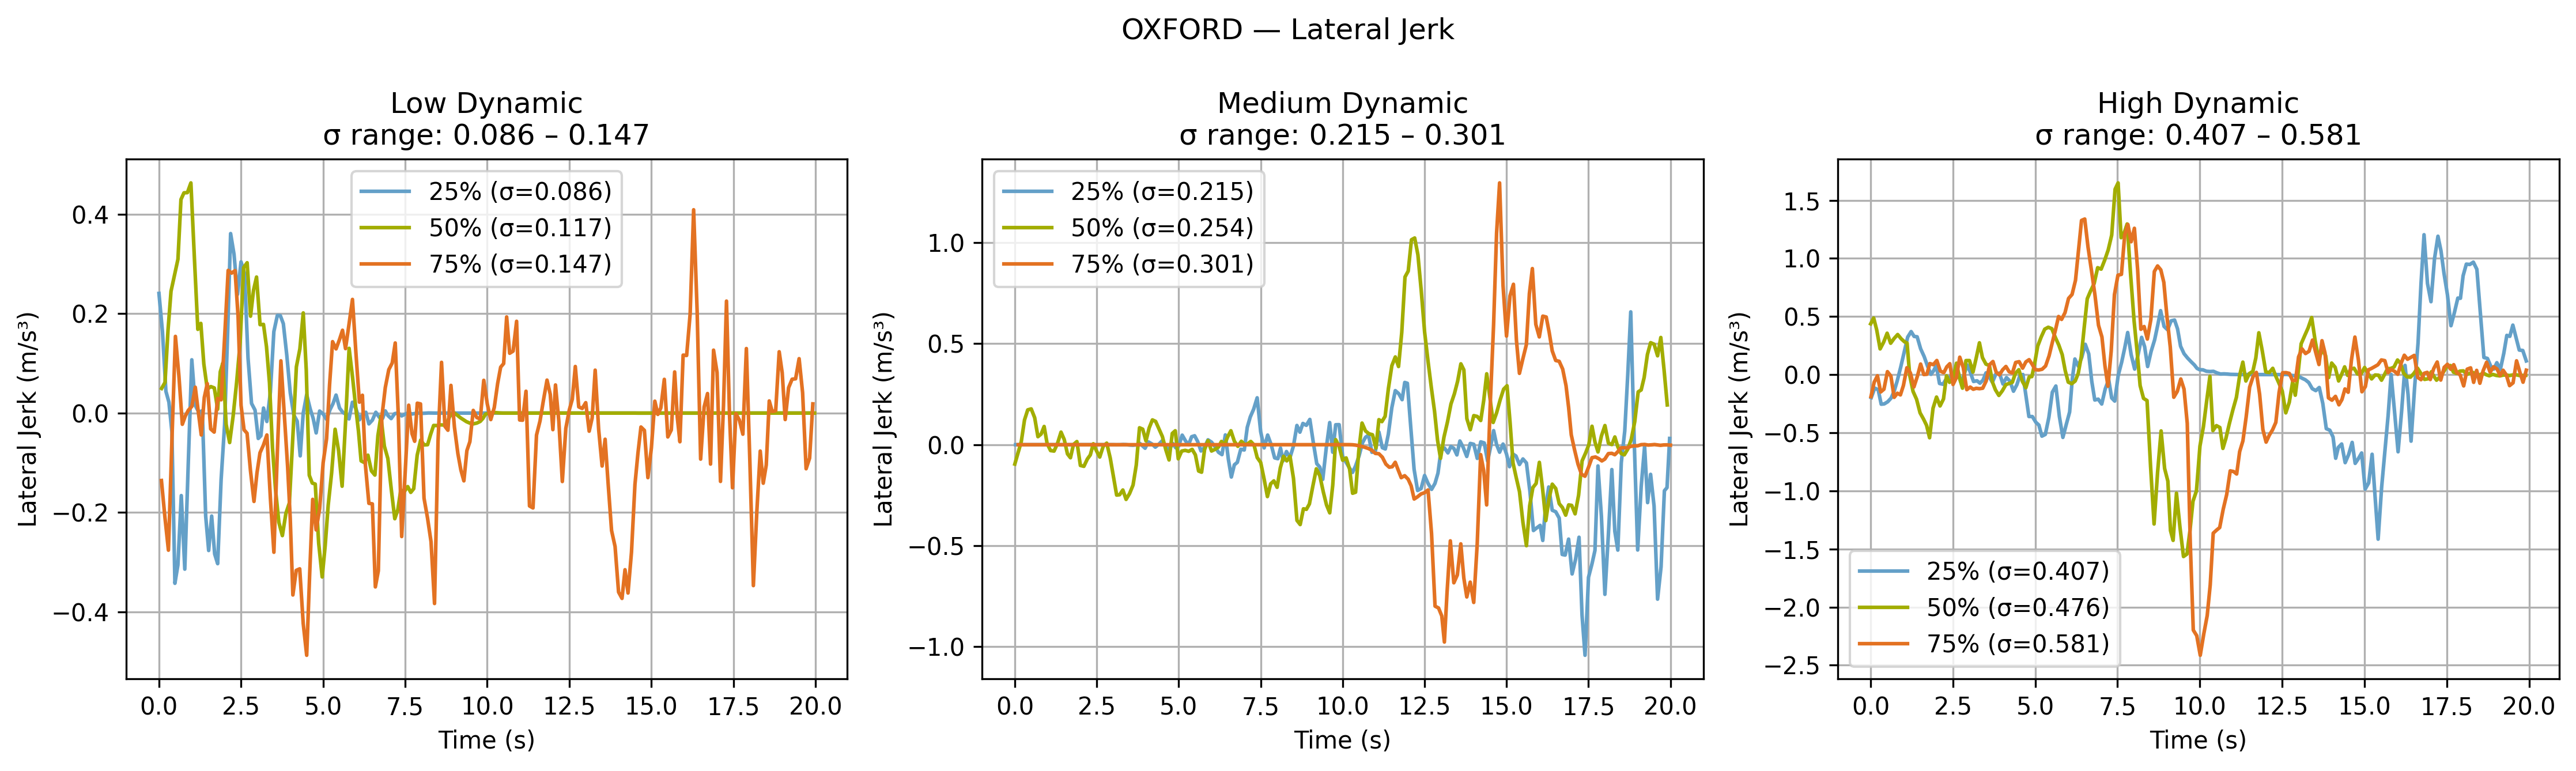 OXFORD — Lateral Jerk
Low Dynamic
σ range: 0.086 – 0.147
Lateral Jerk (m/s³)
0.4
0.2
0.0
−0.2
−0.4
25% (σ=0.086)
50% (σ=0.117)
75% (σ=0.147)
0.0 2.5 5.0 7.5 10.0 12.5 15.0 17.5 20.0
Time (s)
Medium Dynamic
σ range: 0.215 – 0.301
Lateral Jerk (m/s³)
1.0
0.5
0.0
−0.5
−1.0
25% (σ=0.215)
50% (σ=0.254)
75% (σ=0.301)
0.0 2.5 5.0 7.5 10.0 12.5 15.0 17.5 20.0
Time (s)
High Dynamic
σ range: 0.407 – 0.581
Lateral Jerk (m/s³)
1.5
1.0
0.5
0.0
−0.5
−1.0
−1.5
−2.0
−2.5
25% (σ=0.407)
50% (σ=0.476)
75% (σ=0.581)
0.0 2.5 5.0 7.5 10.0 12.5 15.0 17.5 20.0
Time (s)